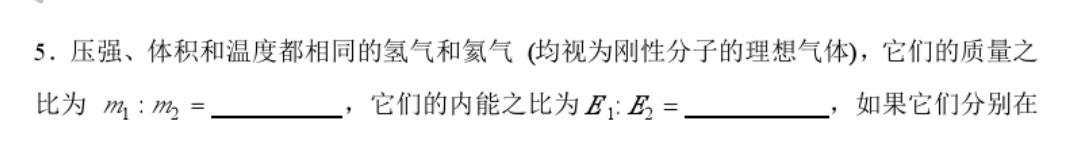 5．压强、体积和温度都相同的氢气和氦气 (均视为刚性分子的理想气体)，它们的质量之
比为 m₁ : m₂ = ________，它们的内能之比为 E₁: E₂ = ________，如果它们分别在